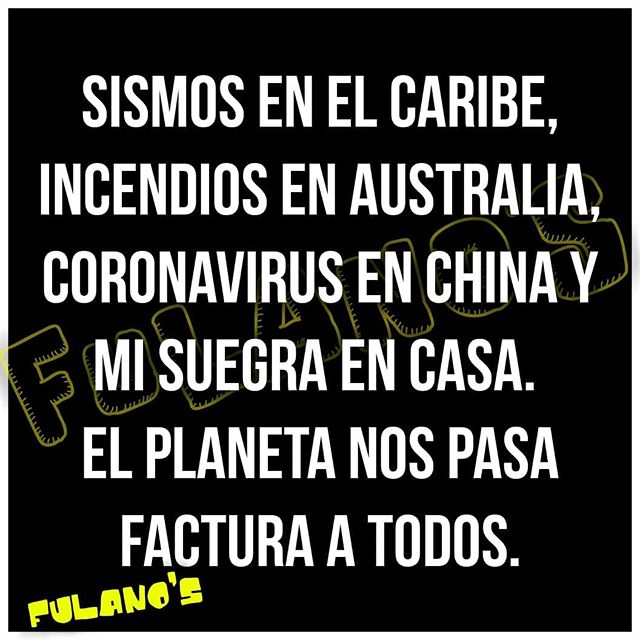 SISMOS EN EL CARIBE,
INCENDIOS EN AUSTRALIA,
CORONAVIRUS EN CHINA Y
MI SUEGRA EN CASA.
EL PLANETA NOS PASA
FACTURA A TODOS.
FULANO'S
FULANO'S